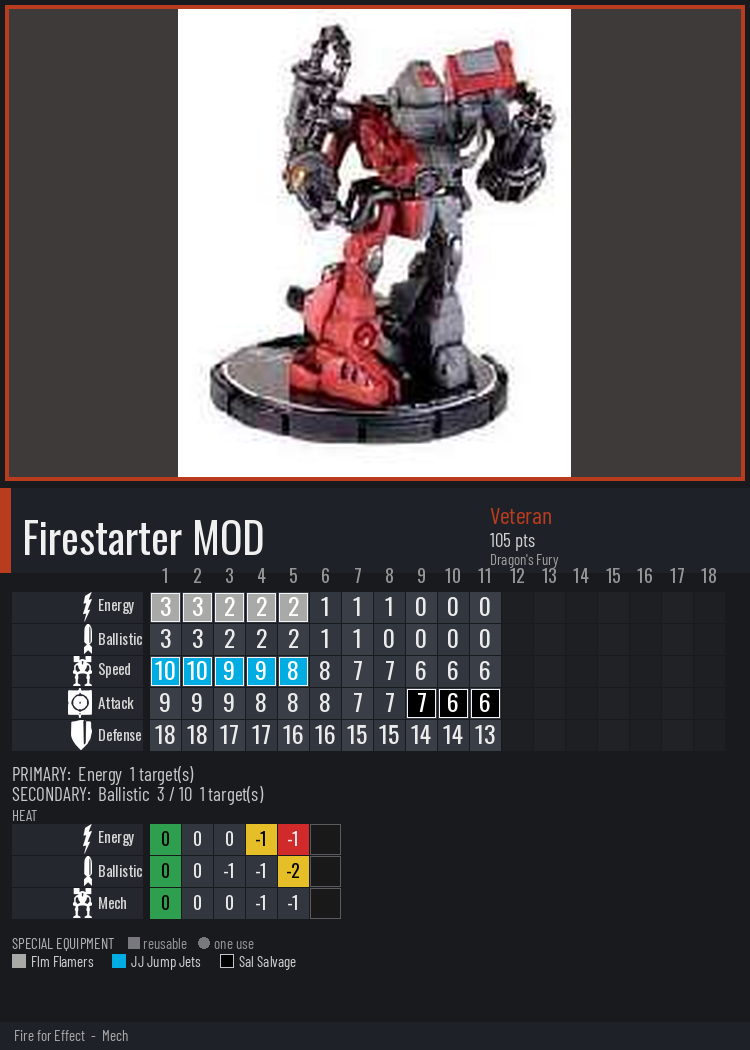 Firestarter MOD
Veteran
105 pts
Dragon's Fury
1 2 3 4 5 6 7 8 9 10 11 12 13 14 15 16 17 18
Energy 3 3 2 2 2 1 1 1 0 0 0
Ballistic 3 3 2 2 2 1 1 0 0 0 0
Speed 10 10 9 9 8 8 7 7 6 6 6
Attack 9 9 9 8 8 8 7 7 7 6 6
Defense 18 18 17 17 16 16 15 15 14 14 13
PRIMARY: Energy 1 target(s)
SECONDARY: Ballistic 3 / 10 1 target(s)
HEAT
Energy 0 0 0 -1 -1
Ballistic 0 0 -1 -1 -2
Mech 0 0 0 -1 -1
SPECIAL EQUIPMENT reusable one use
Flm Flamers JJ Jump Jets Sal Salvage
Fire for Effect - Mech